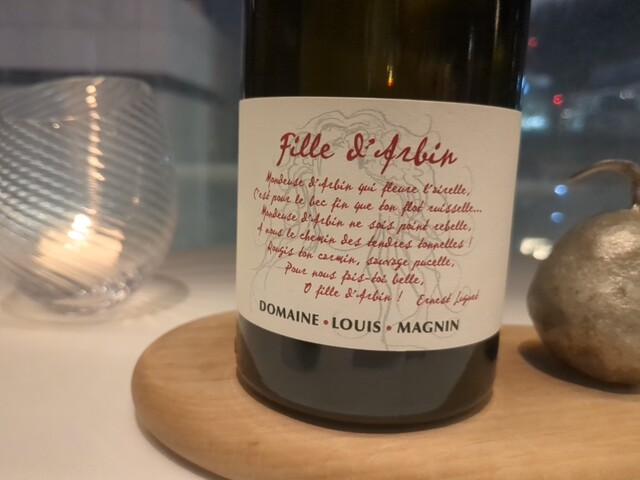 Fille d'Arbin
Mondeuse d'Arbin qui fleure l'airelle,
C'est pour le bec fin que ton flot ruisselle...
Mondeuse d'Arbin ne sois point rebelle,
A nous le chemin des tendres tonnelles !
Rougis ton carmin, sauvage pucelle,
Pour nous fais-toi belle,
O fille d'Arbin ! Ernest
DOMAINE • LOUIS • MAGNIN